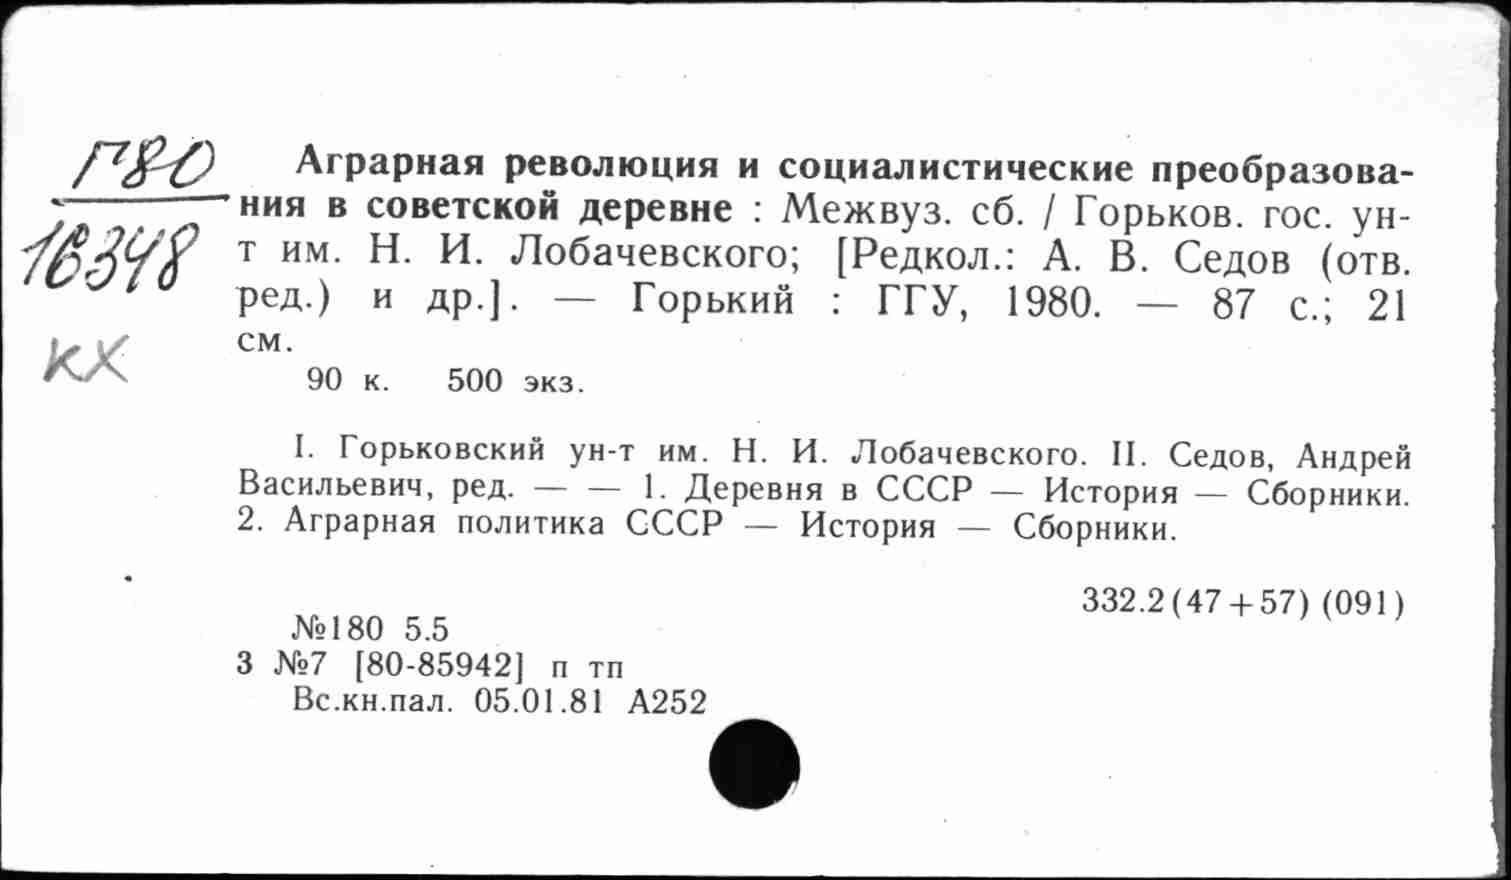 П80
16348
кх
Аграрная революция и социалистические преобразова-
ния в советской деревне : Межвуз. сб. / Горьков. гос. ун-
т им. Н. И. Лобачевского; [Редкол.: А. В. Седов (отв.
ред.) и др.]. — Горький : ГГУ, 1980. — 87 с.; 21
см.
90 к. 500 экз.
I. Горьковский ун-т им. Н. И. Лобачевского. II. Седов, Андрей
Васильевич, ред. — — 1. Деревня в СССР — История — Сборники.
2. Аграрная политика СССР — История — Сборники.
332.2(47+57)(091)
№180 5.5
3 №7 [80-85942] п тп
Вс.кн.пал. 05.01.81 А252